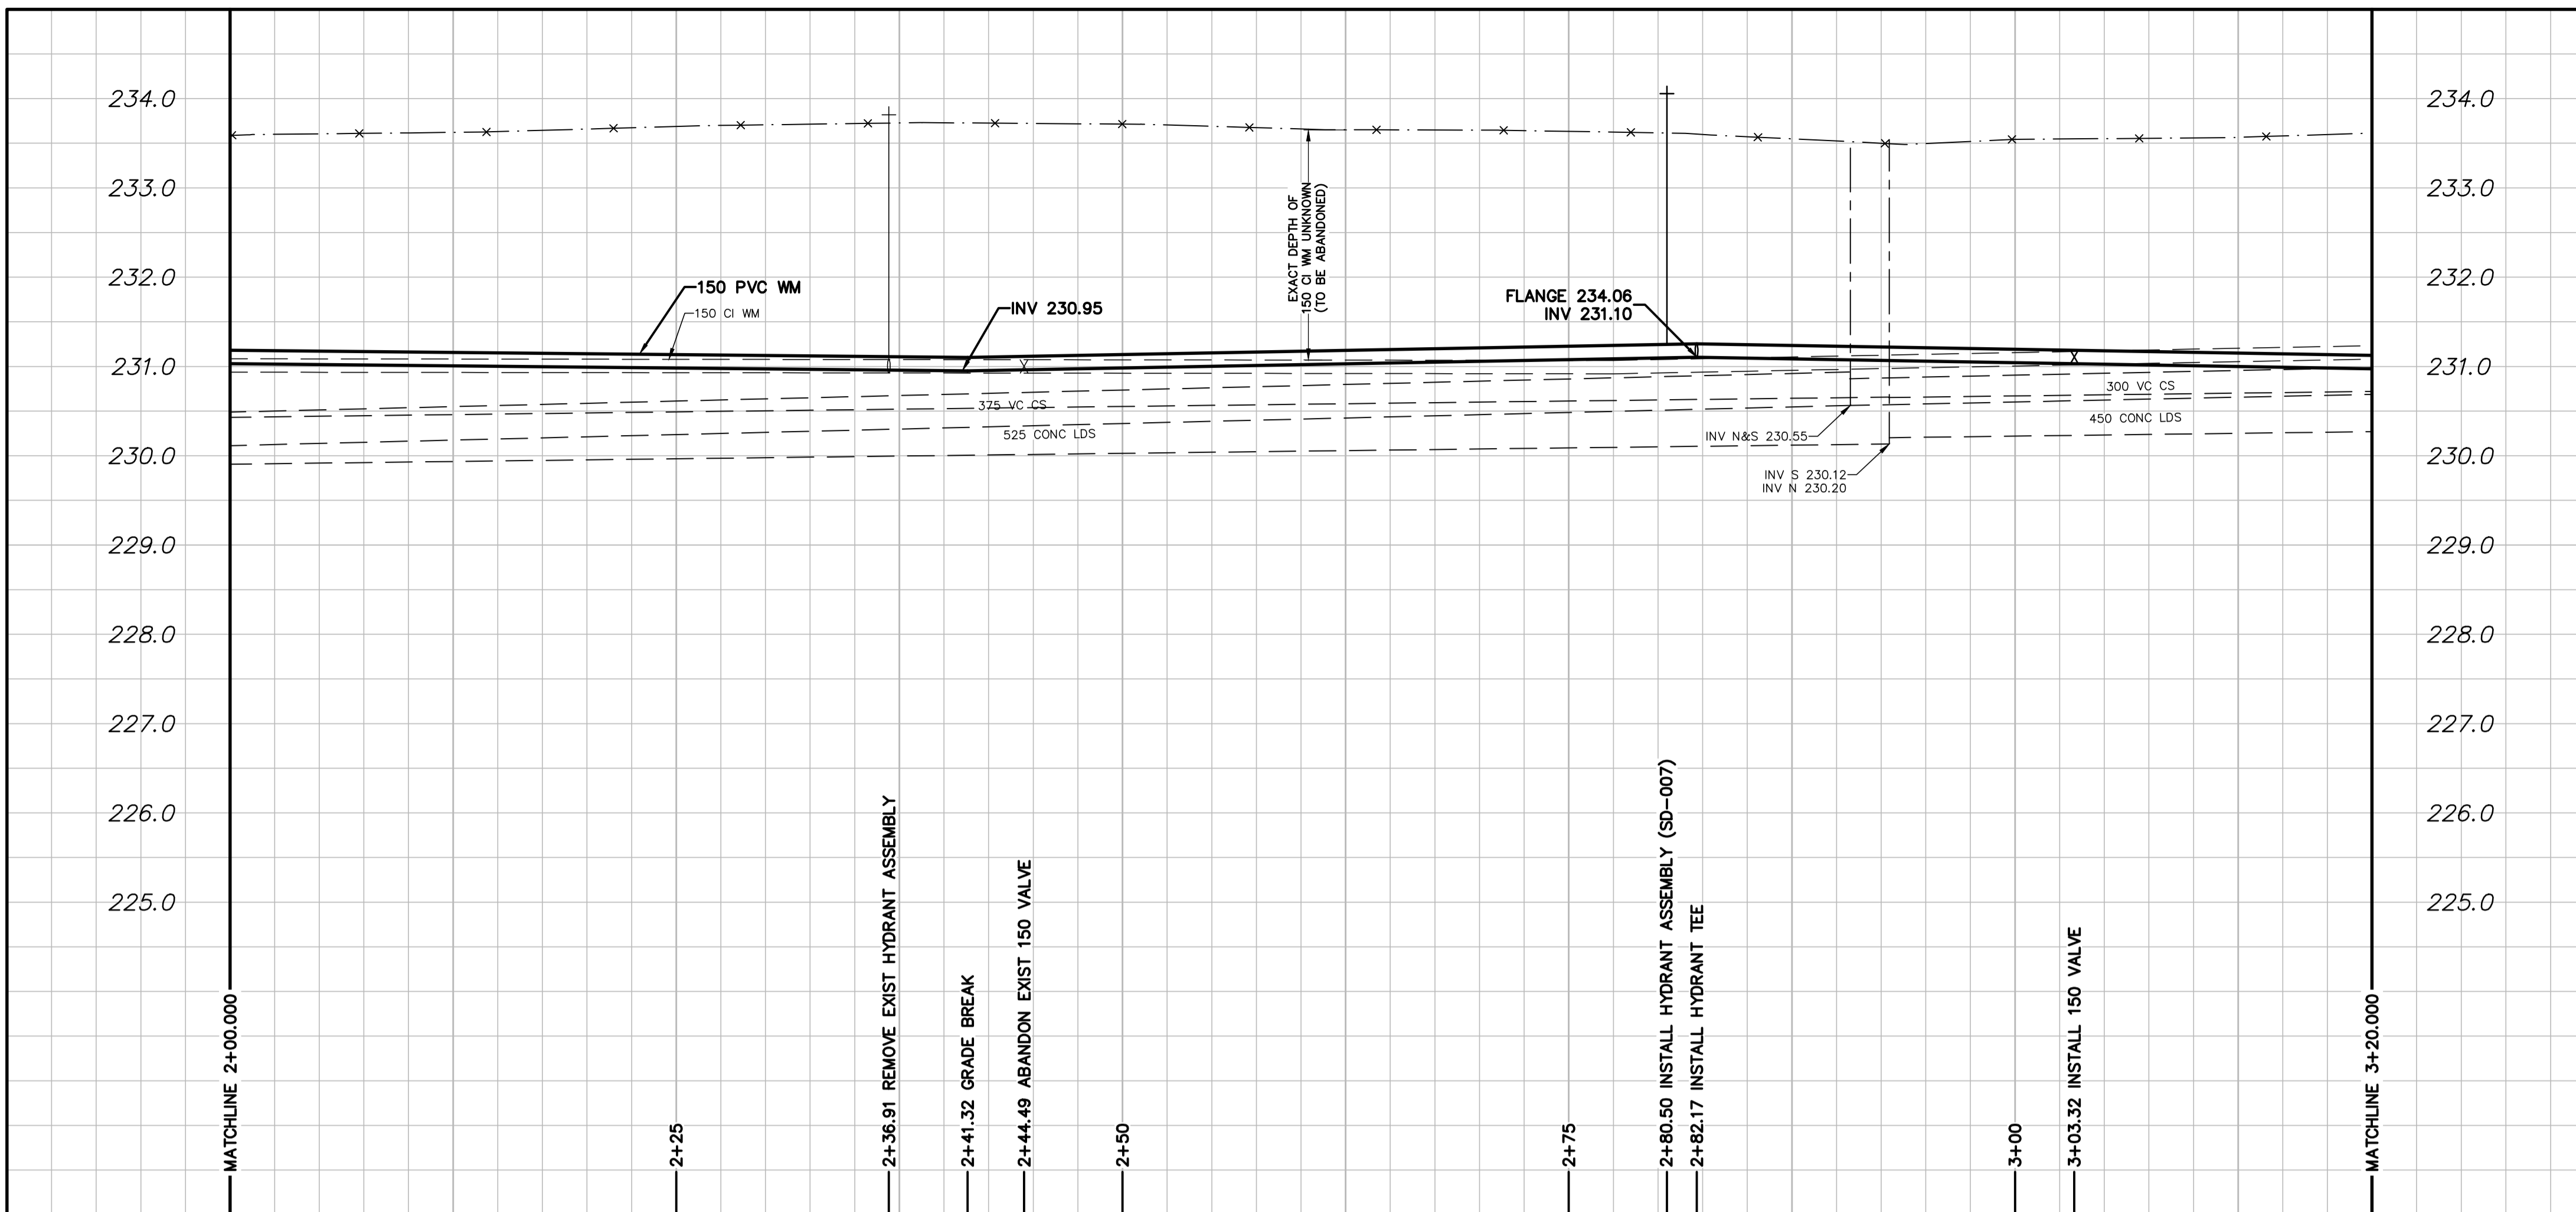 234.0
234.0
233.0
233.0
EXACT DEPTH OF
150 CI WM UNKNOWN
(TO BE ABANDONED)
232.0
232.0
150 PVC WM
150 CI WM
INV 230.95
FLANGE 234.06
INV 231.10
231.0
231.0
375 VC CS
300 VC CS
525 CONC LDS
450 CONC LDS
INV N&S 230.55
230.0
230.0
INV S 230.12
INV N 230.20
229.0
229.0
228.0
228.0
227.0
227.0
226.0
226.0
225.0
225.0
MATCHLINE 2+00.000
2+25
2+36.91 REMOVE EXIST HYDRANT ASSEMBLY
2+41.32 GRADE BREAK
2+44.49 ABANDON EXIST 150 VALVE
2+50
2+75
2+80.50 INSTALL HYDRANT ASSEMBLY (SD-007)
2+82.17 INSTALL HYDRANT TEE
3+00
3+03.32 INSTALL 150 VALVE
MATCHLINE 3+20.000